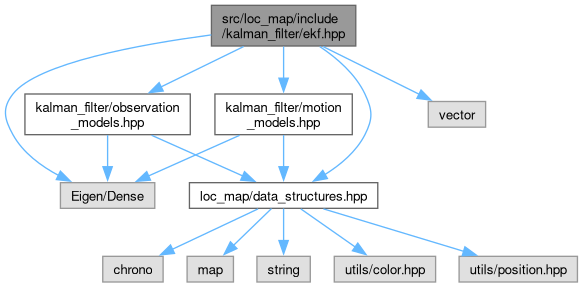 src/loc_map/include
/kalman_filter/ekf.hpp
kalman_filter/observation
_models.hpp
kalman_filter/motion
_models.hpp
vector
Eigen/Dense
loc_map/data_structures.hpp
chrono
map
string
utils/color.hpp
utils/position.hpp